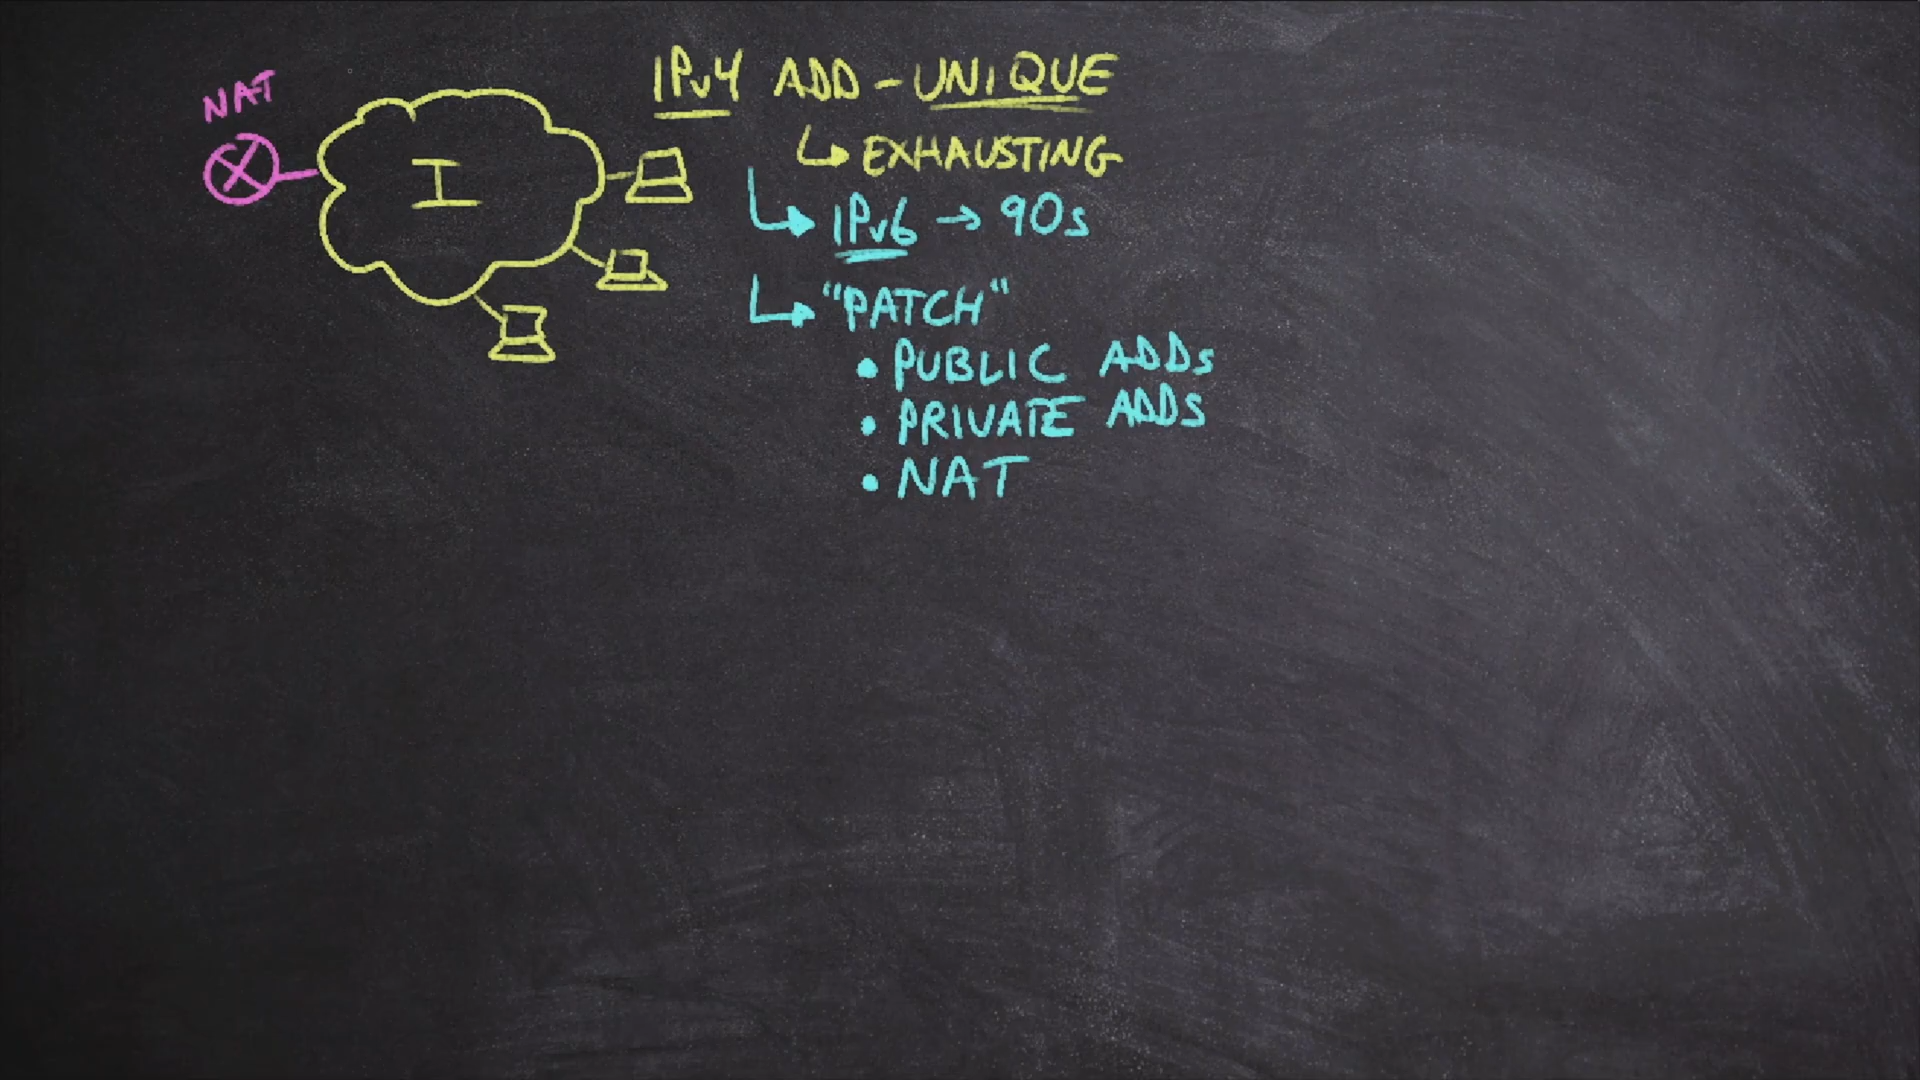 NAT
I
IPv4 ADD - UNIQUE
↳ EXHAUSTING
↳ IPv6 → 90s
↳ "PATCH"
• PUBLIC ADDs
• PRIVATE ADDS
• NAT